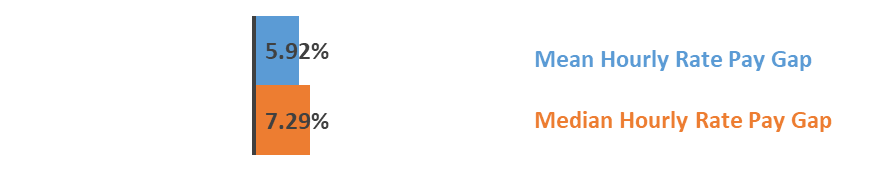 5.92%
Mean Hourly Rate Pay Gap
7.29%
Median Hourly Rate Pay Gap